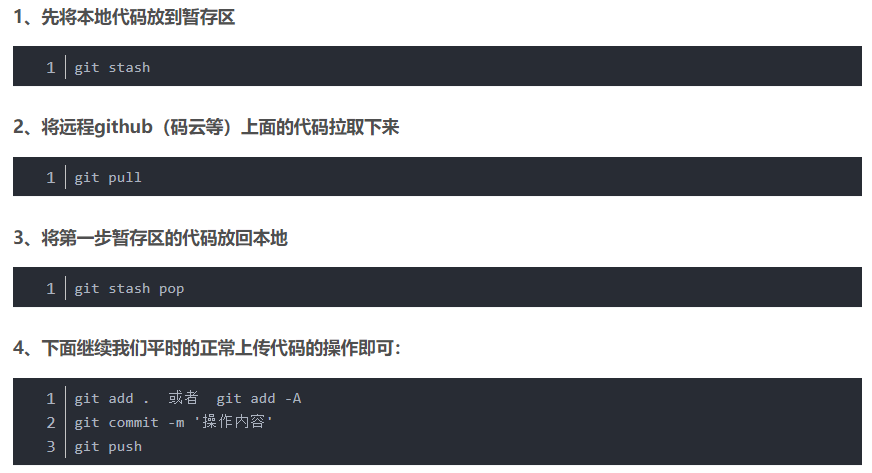 1、先将本地代码放到暂存区
1 git stash
2、将远程github（码云等）上面的代码拉取下来
1 git pull
3、将第一步暂存区的代码放回本地
1 git stash pop
4、下面继续我们平时的正常上传代码的操作即可：
1 git add .  或者  git add -A
2 git commit -m '操作内容'
3 git push